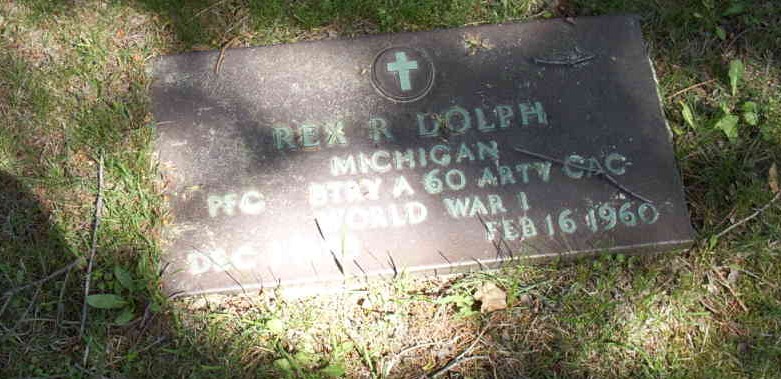 REX R DOLPH
MICHIGAN
PFC BTRY A 60 ARTY CAC
WORLD WAR I
DEC FEB 16 1960